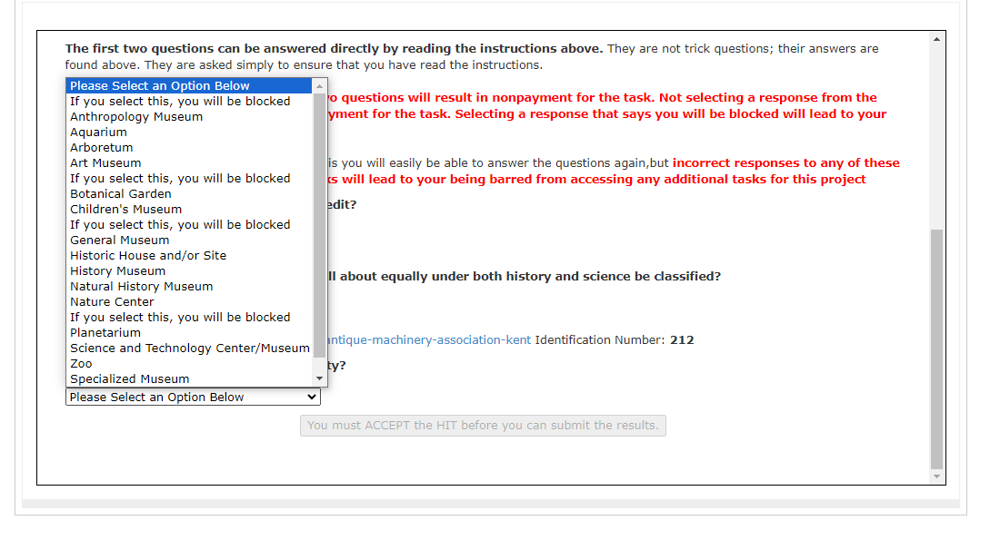 The first two questions can be answered directly by reading the instructions above. They are not trick questions; their answers are
found above. They are asked simply to ensure that you have read the instructions.
Please Select an Option Below
If you select this, you will be blocked
Anthropology Museum
Aquarium
Arboretum
Art Museum
If you select this, you will be blocked
Botanical Garden
Children's Museum
If you select this, you will be blocked
General Museum
Historic House and/or Site
History Museum
Natural History Museum
Nature Center
If you select this, you will be blocked
Planetarium
Science and Technology Center/Museum
Zoo
Specialized Museum
questions will result in nonpayment for the task. Not selecting a response from the
for the task. Selecting a response that says you will be blocked will lead to your
you will easily be able to answer the questions again,but incorrect responses to any of these
will lead to your being barred from accessing any additional tasks for this project
about equally under both history and science be classified?
antique-machinery-association-kent Identification Number: 212
Please Select an Option Below
You must ACCEPT the HIT before you can submit the results.